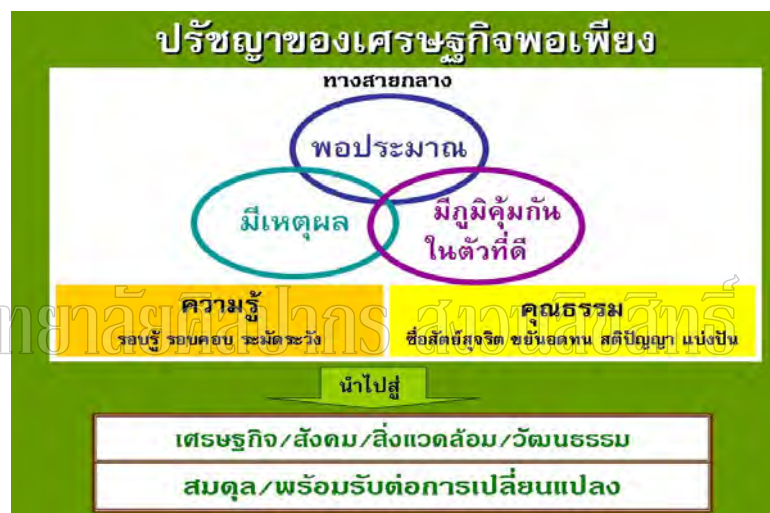 ปรัชญาของเศรษฐกิจพอเพียง
ทางสายกลาง
พอประมาณ
มีเหตุผล
มีภูมิคุ้มกัน
ในตัวที่ดี
ความรู้
รอบรู้ รอบคอบ ระมัดระวัง
คุณธรรม
ซื่อสัตย์สุจริต ขยันอดทน สติปัญญา แบ่งปัน
นำไปสู่
เศรษฐกิจ/สังคม/สิ่งแวดล้อม/วัฒนธรรม
สมดุล/พร้อมรับต่อการเปลี่ยนแปลง